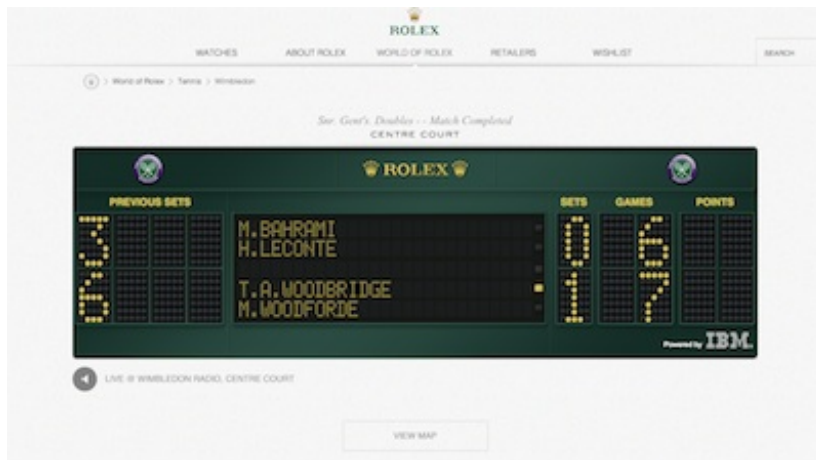 ROLEX
WATCHES ABOUT ROLEX WORLD OF ROLEX RETAILERS WISHLIST SEARCH
> World of Rolex > Tennis > Wimbledon
Snr. Gent's. Doubles -- Match Completed
CENTRE COURT
ROLEX
PREVIOUS SETS SETS GAMES POINTS
3 M.BAHRAMI 0 6
H.LECONTE
6 T.A.WOODBRIDGE 1 7
M.WOODFORDE
Powered by IBM.
LIVE @ WIMBLEDON RADIO, CENTRE COURT
VIEW MAP